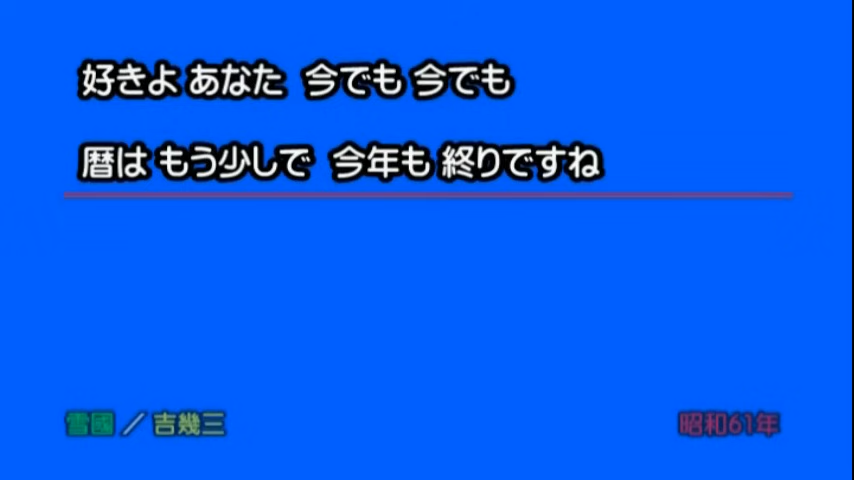 好きよ あなた 今でも 今でも
暦は もう少しで 今年も 終りですね
雪國 ／ 吉幾三
昭和61年